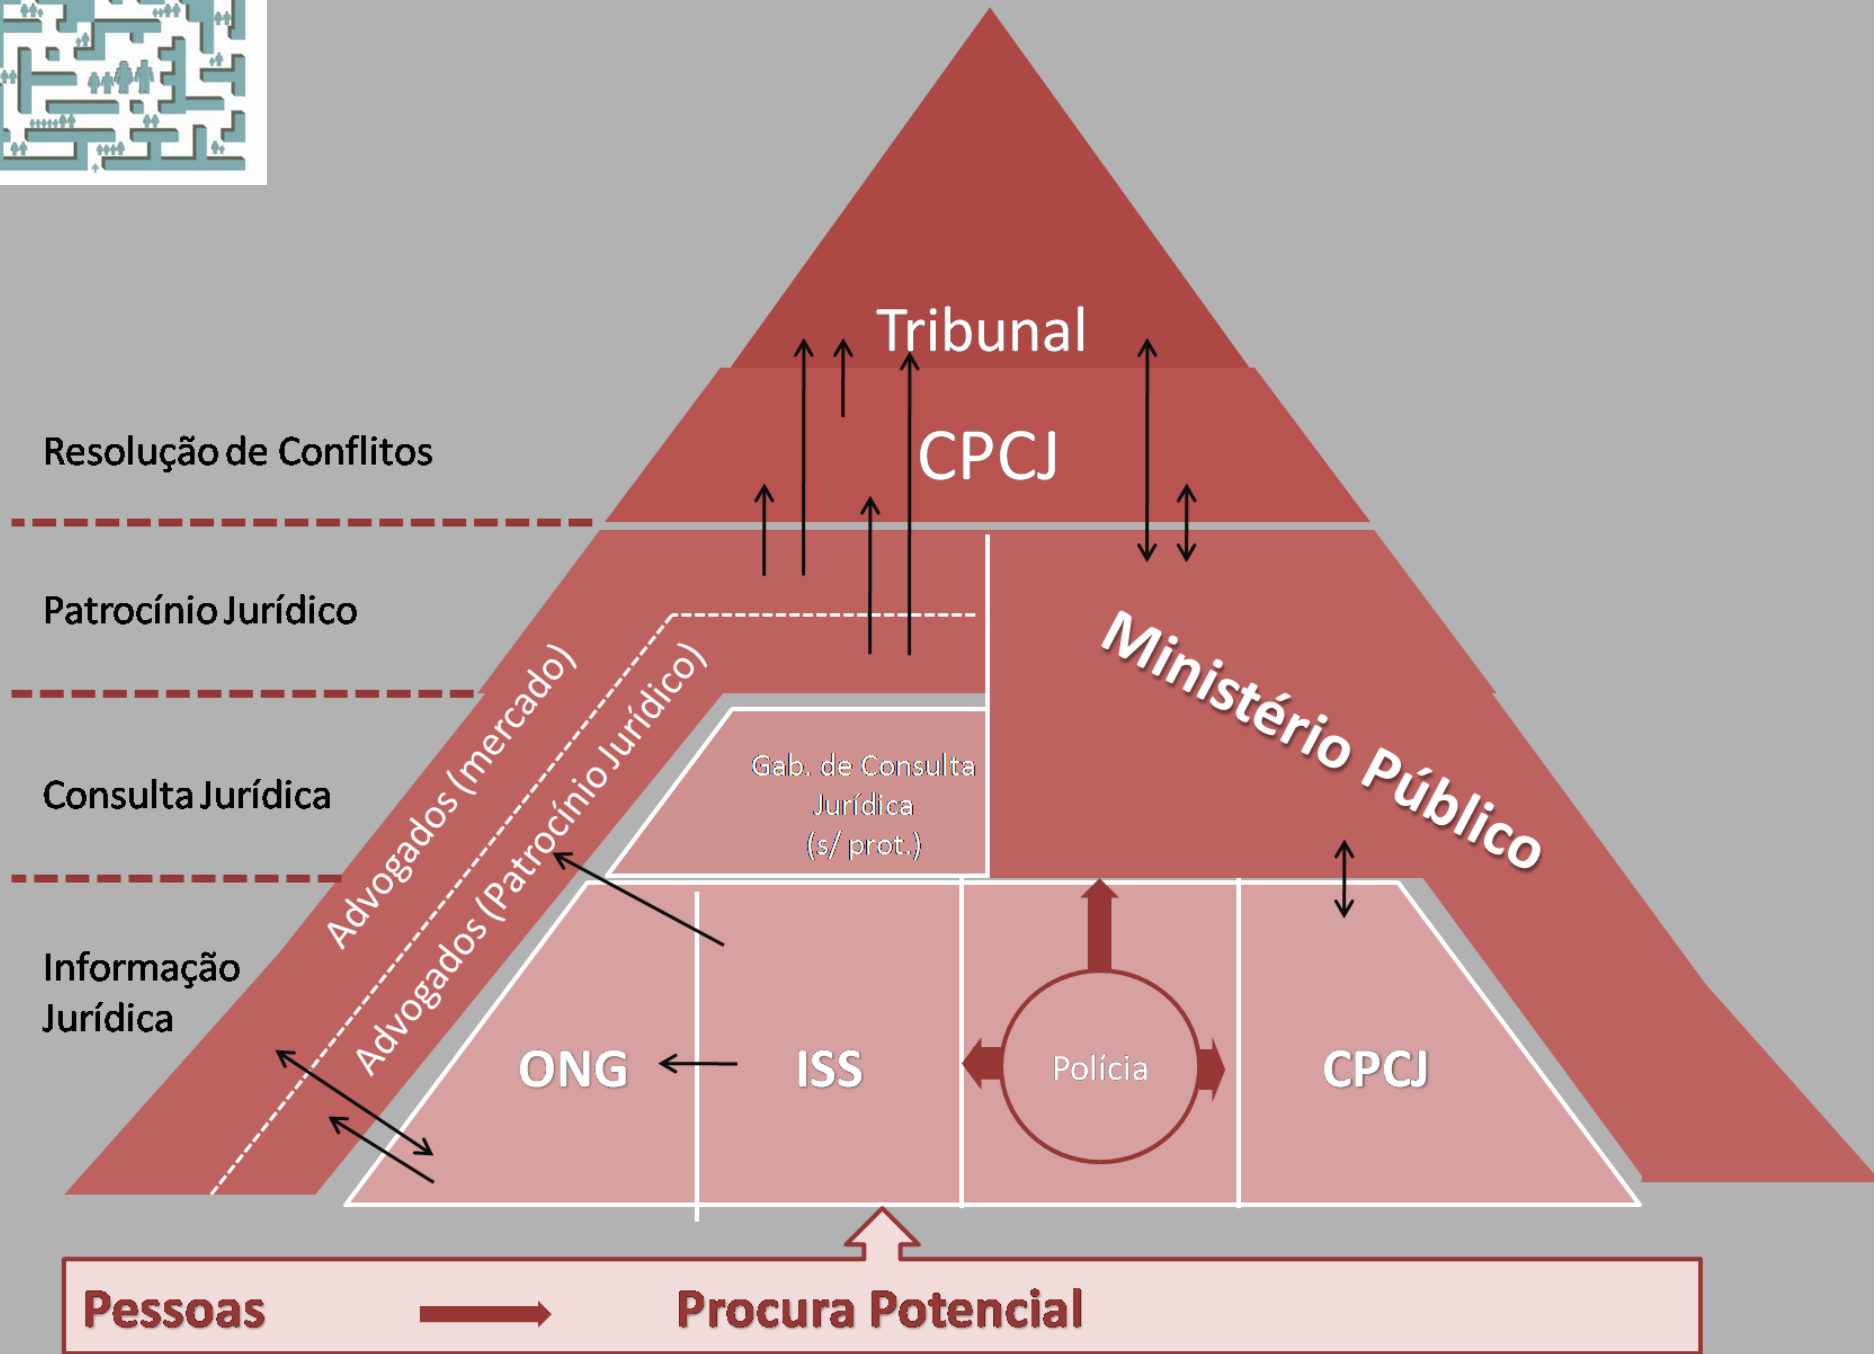 Tribunal
CPCJ
Resolução de Conflitos
Patrocínio Jurídico
Consulta Jurídica
Informação
Jurídica
Advogados (mercado)
Advogados (Patrocínio Jurídico)
Gab. de Consulta
Jurídica
(s/ prot.)
Ministério Público
ONG
ISS
Polícia
CPCJ
Pessoas
Procura Potencial